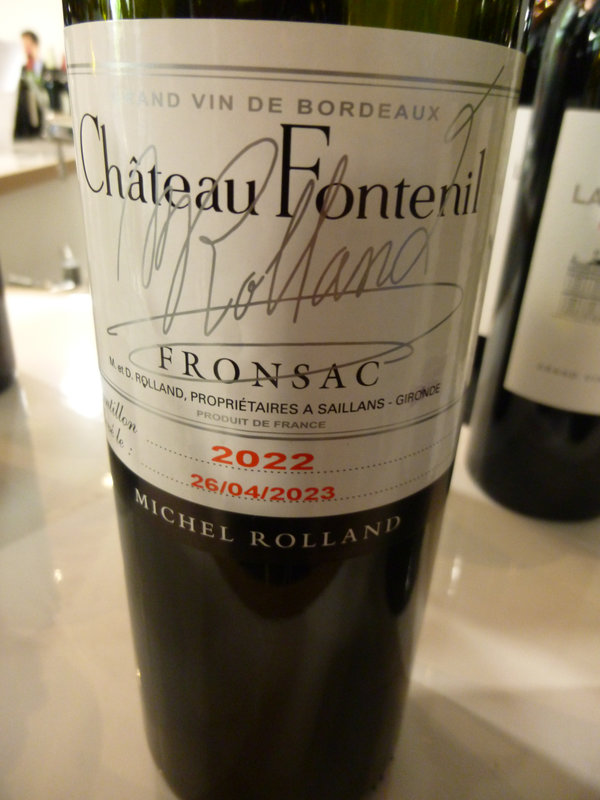 GRAND VIN DE BORDEAUX
Château Fontenil
M Rolland
FRONSAC
M. et D. ROLLAND, PROPRIÉTAIRES A SAILLANS - GIRONDE
PRODUIT DE FRANCE
2022
26/04/2023
MICHEL ROLLAND
LA